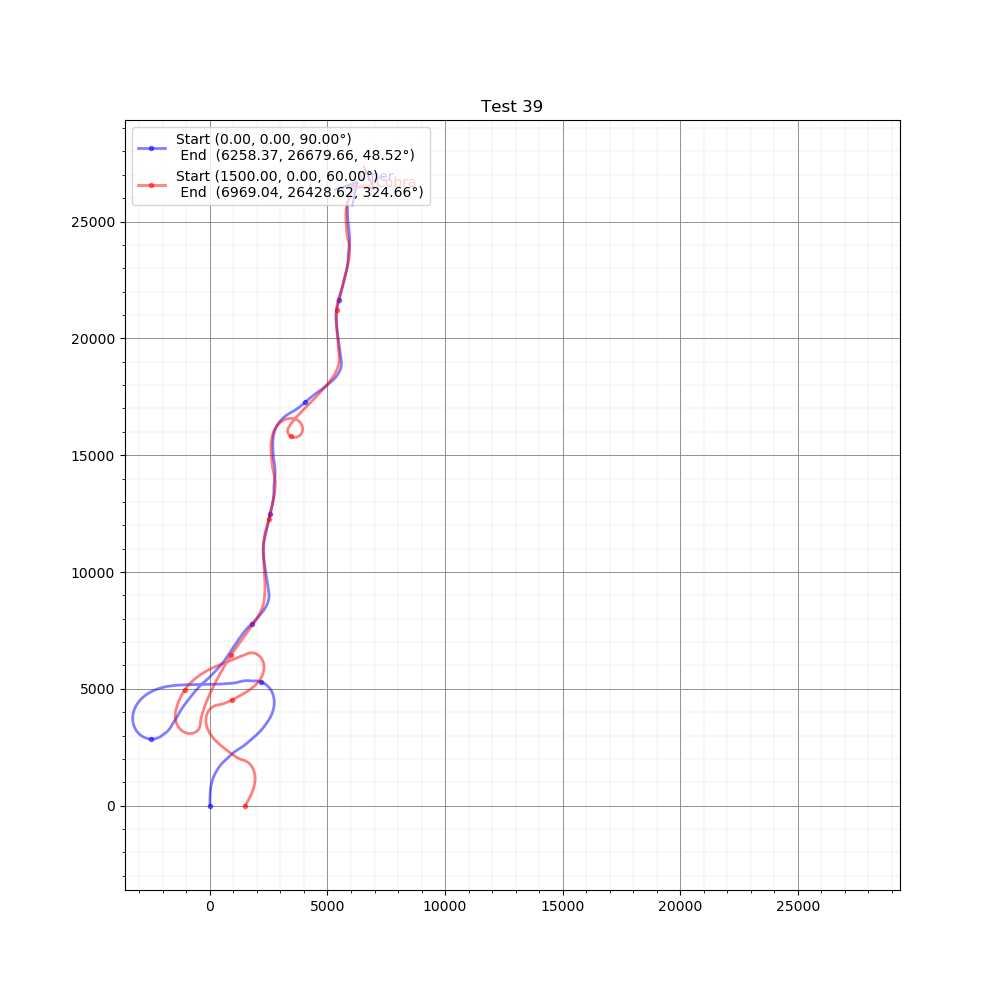 Test 39
Start (0.00, 0.00, 90.00°)
End (6258.37, 26679.66, 48.52°)
Start (1500.00, 0.00, 60.00°)
End (6969.04, 26428.62, 324.66°)
25000
20000
15000
10000
5000
0
0 5000 10000 15000 20000 25000